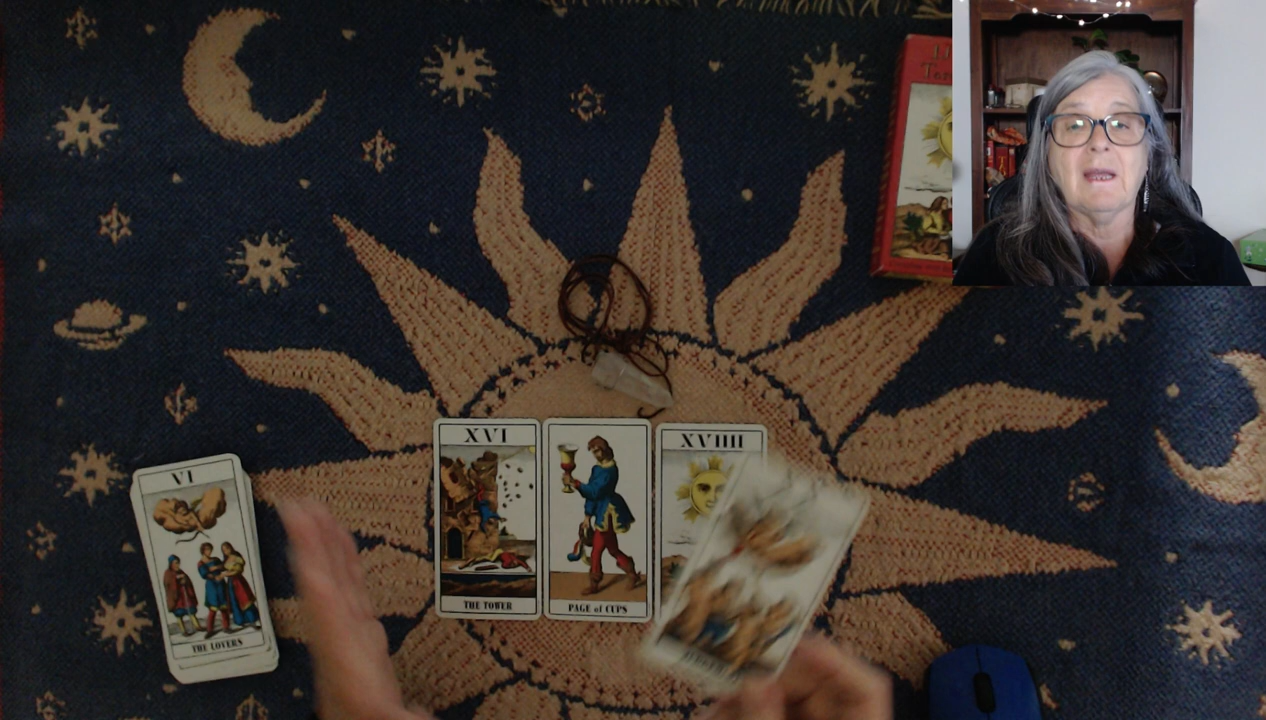 XVI
XVIIII
VI
THE TOWER
PAGE of CUPS
THE LOVERS